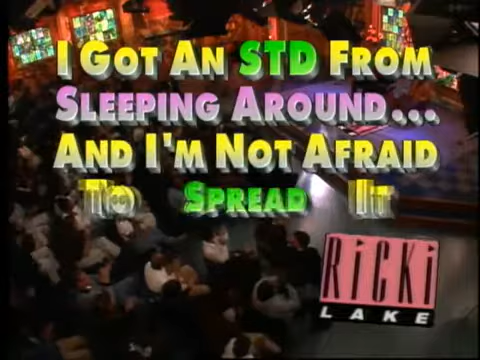 I GOT AN STD FROM
SLEEPING AROUND...
AND I'M NOT AFRAID
TO SPREAD IT
RICKI
LAKE